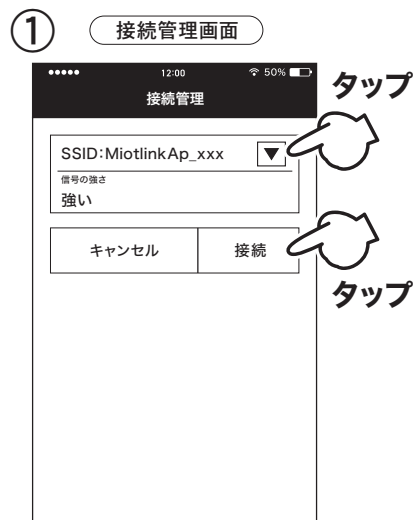 ① 接続管理画面
●●●●● 12:00 50%
接続管理
タップ
SSID:MiotlinkAp_xxx ▼
信号の強さ
強い
キャンセル 接続
タップ